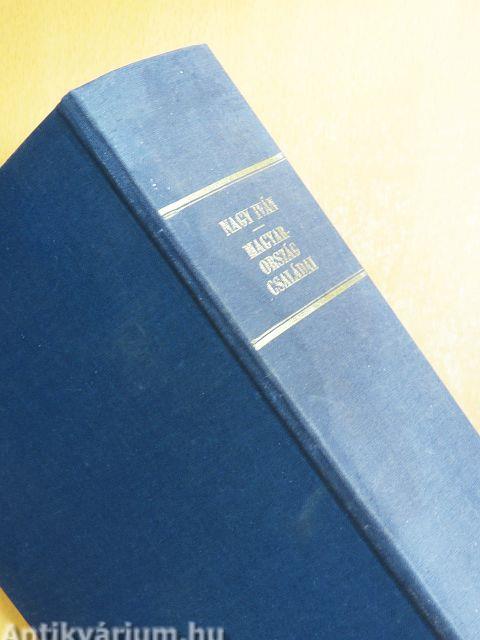 NAGY IVÁN
MAGYAR-
ORSZÁG
CSALÁDAI
Antikvárium.hu